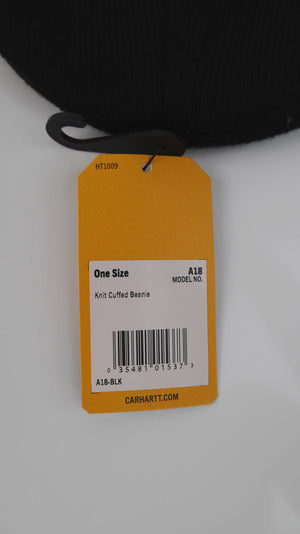 HT1009
One Size
A18
MODEL NO.
Knit Cuffed Beanie
0 35481 01537 3
A18-BLK
CARHARTT.COM